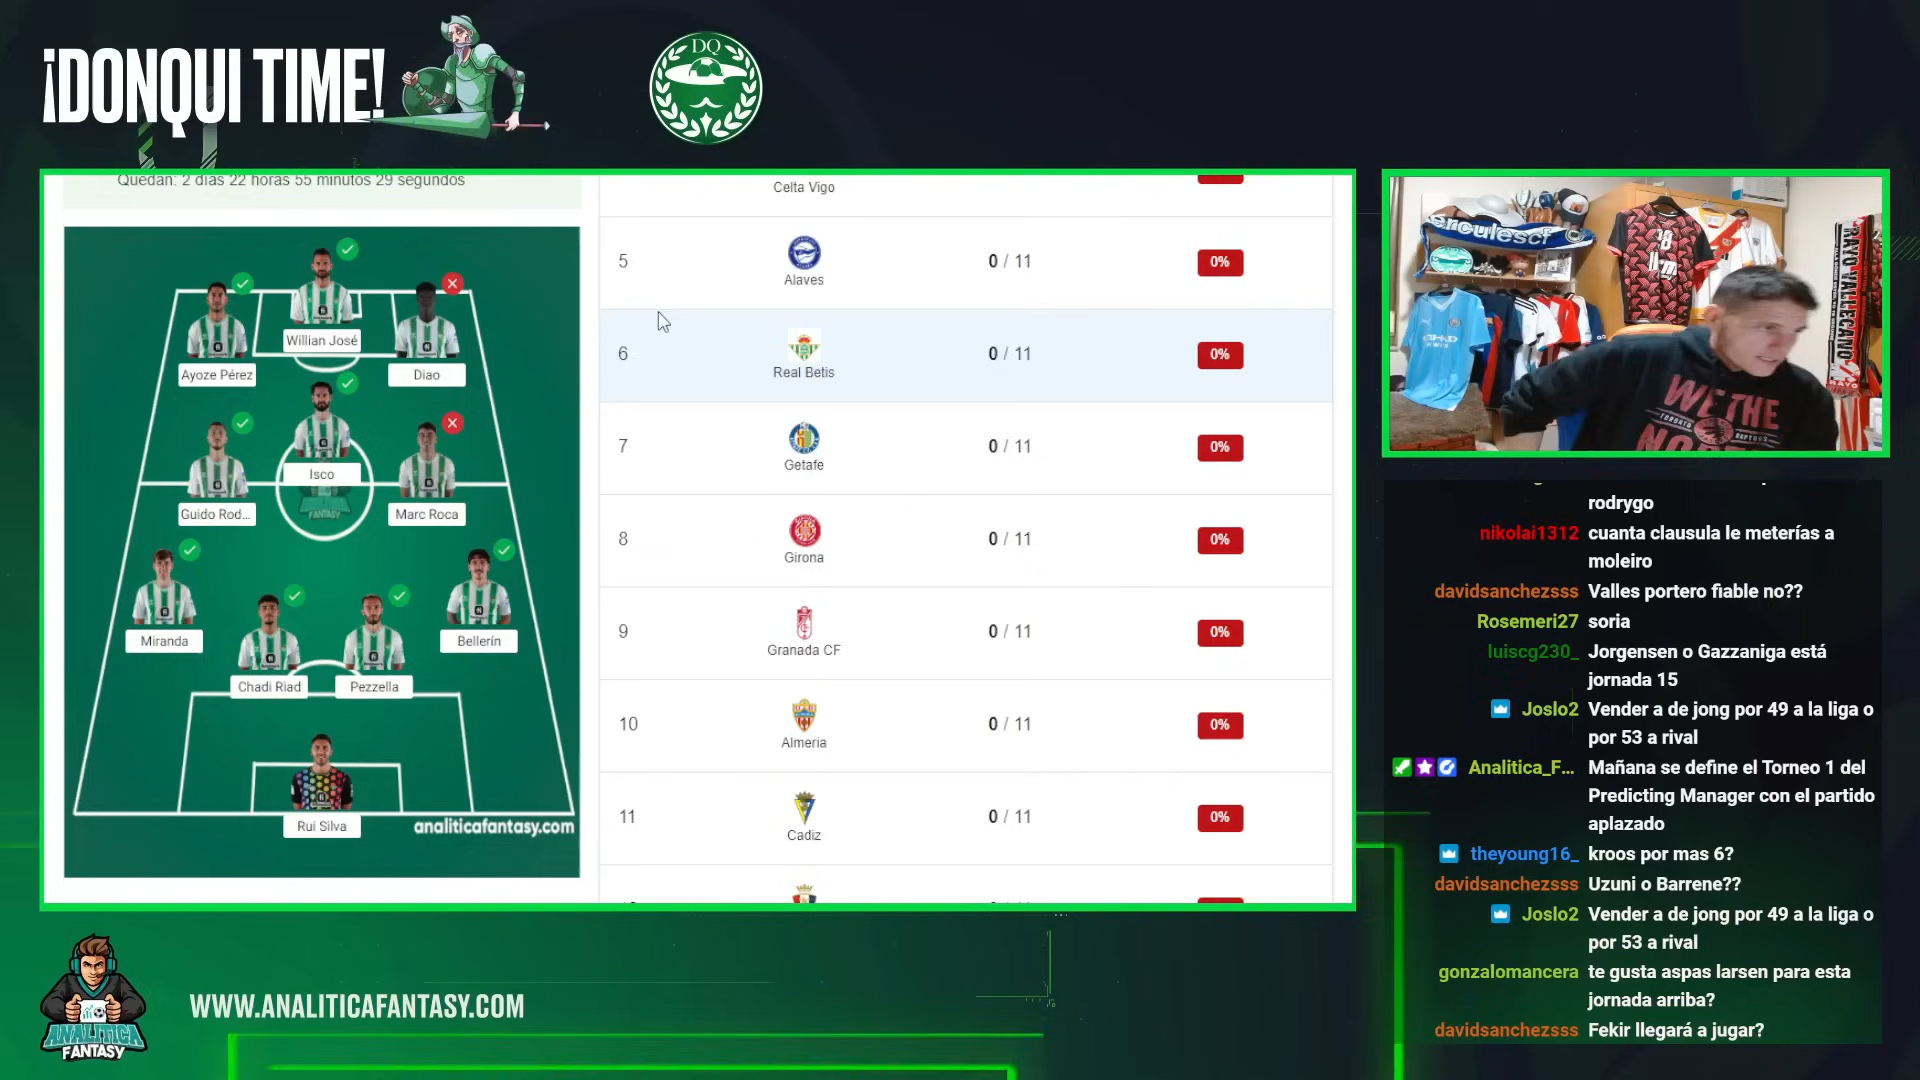 ¡DONQUI TIME!
DQ
Quedan: 2 días 22 horas 55 minutos 29 segundos
Willian José
Ayoze Pérez
Diao
Isco
Guido Rod...
Marc Roca
FANTASY
Miranda
Bellerín
Chadi Riad
Pezzella
Rui Silva
analiticafantasy.com
Celta Vigo
5
Alaves
0 / 11
0%
6
Real Betis
0 / 11
0%
7
Getafe
0 / 11
0%
8
Girona
0 / 11
0%
9
Granada CF
0 / 11
0%
10
Almeria
0 / 11
0%
11
Cadiz
0 / 11
0%
erculescf
18
RAYO VALLECANO
WE THE
TORONTO
RAPTORS
rodrygo
nikolai1312 cuanta clausula le meterías a
moleiro
davidsanchezsss Valles portero fiable no??
Rosemeri27 soria
luiscg230_ Jorgensen o Gazzaniga está
jornada 15
Joslo2 Vender a de jong por 49 a la liga o
por 53 a rival
Analitica_F... Mañana se define el Torneo 1 del
Predicting Manager con el partido
aplazado
theyoung16_ kroos por mas 6?
davidsanchezsss Uzuni o Barrene??
Joslo2 Vender a de jong por 49 a la liga o
por 53 a rival
gonzalomancera te gusta aspas larsen para esta
jornada arriba?
davidsanchezsss Fekir llegará a jugar?
ANALITICA
FANTASY
WWW.ANALITICAFANTASY.COM